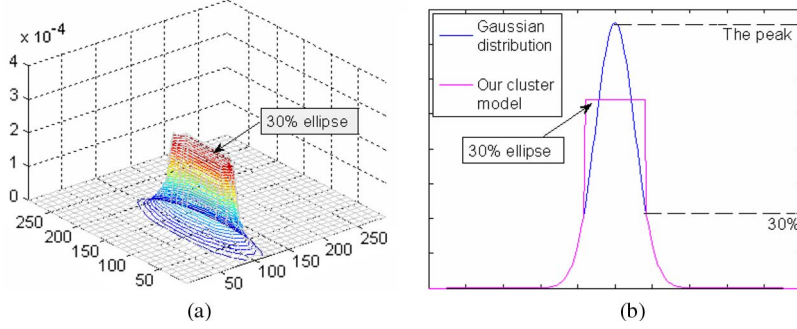 × 10⁻⁴
4
3
2
1
0
30% ellipse
250
200
150
100
50
50
100
150
200
250
(a)
Gaussian
distribution
Our cluster
model
The peak
30% ellipse
30%
(b)